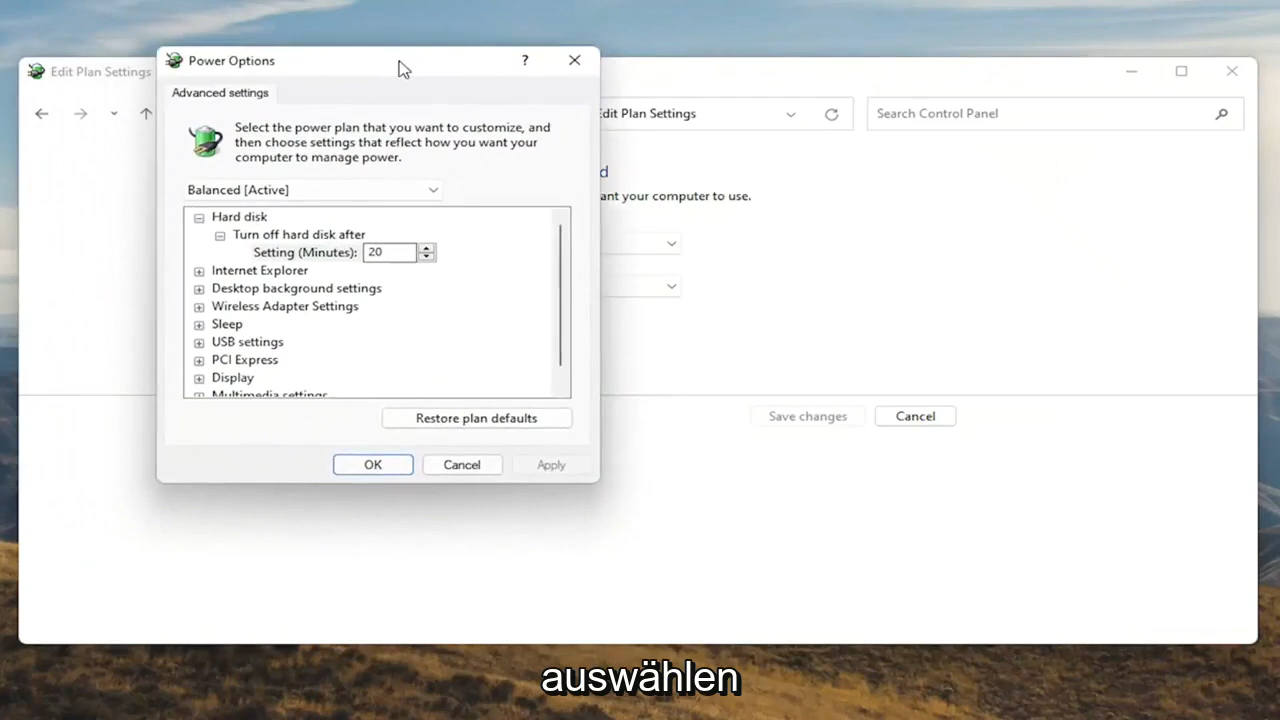 Edit Plan Settings
Power Options
?
Advanced settings
Edit Plan Settings
Search Control Panel
Select the power plan that you want to customize, and
then choose settings that reflect how you want your
computer to manage power.
Balanced [Active]
ant your computer to use.
Hard disk
Turn off hard disk after
Setting (Minutes): 20
Internet Explorer
Desktop background settings
Wireless Adapter Settings
Sleep
USB settings
PCI Express
Display
Multimedia settings
Restore plan defaults
Save changes
Cancel
OK
Cancel
Apply
auswählen